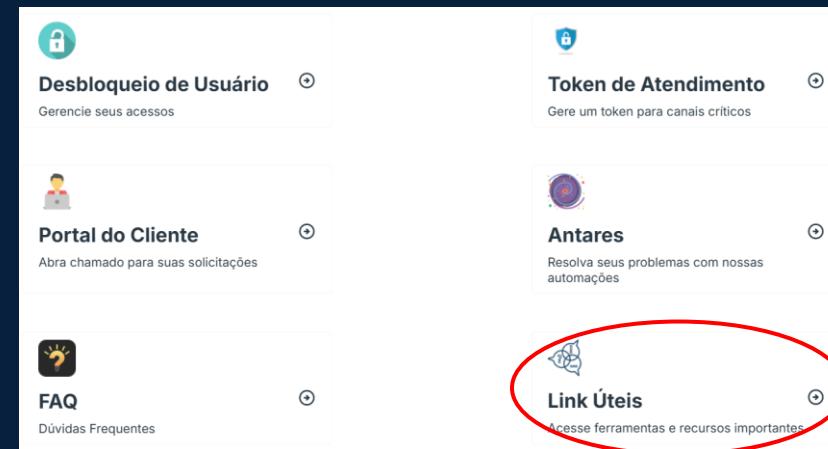 Desbloqueio de Usuário
Gerencie seus acessos
Token de Atendimento
Gere um token para canais críticos
Portal do Cliente
Abra chamado para suas solicitações
Antares
Resolva seus problemas com nossas
automações
FAQ
Dúvidas Frequentes
Link Úteis
Acesse ferramentas e recursos importantes